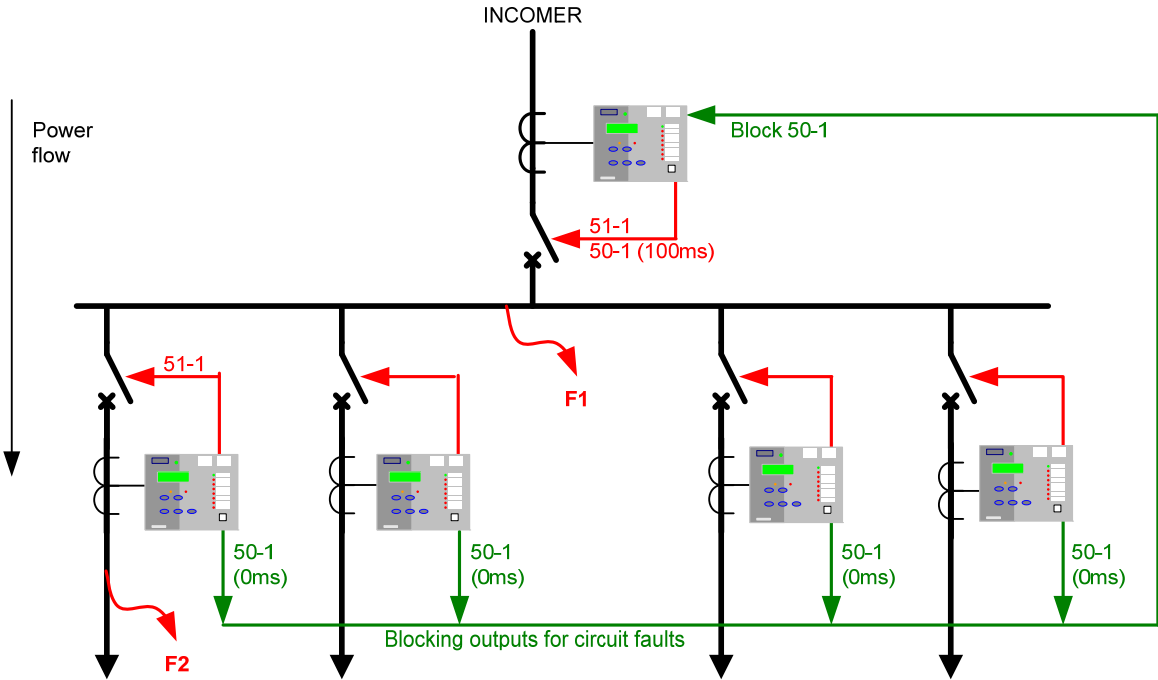 INCOMER
Power
flow
Block 50-1
51-1
50-1 (100ms)
51-1
F1
50-1
(0ms)
50-1
(0ms)
50-1
(0ms)
50-1
(0ms)
Blocking outputs for circuit faults
F2